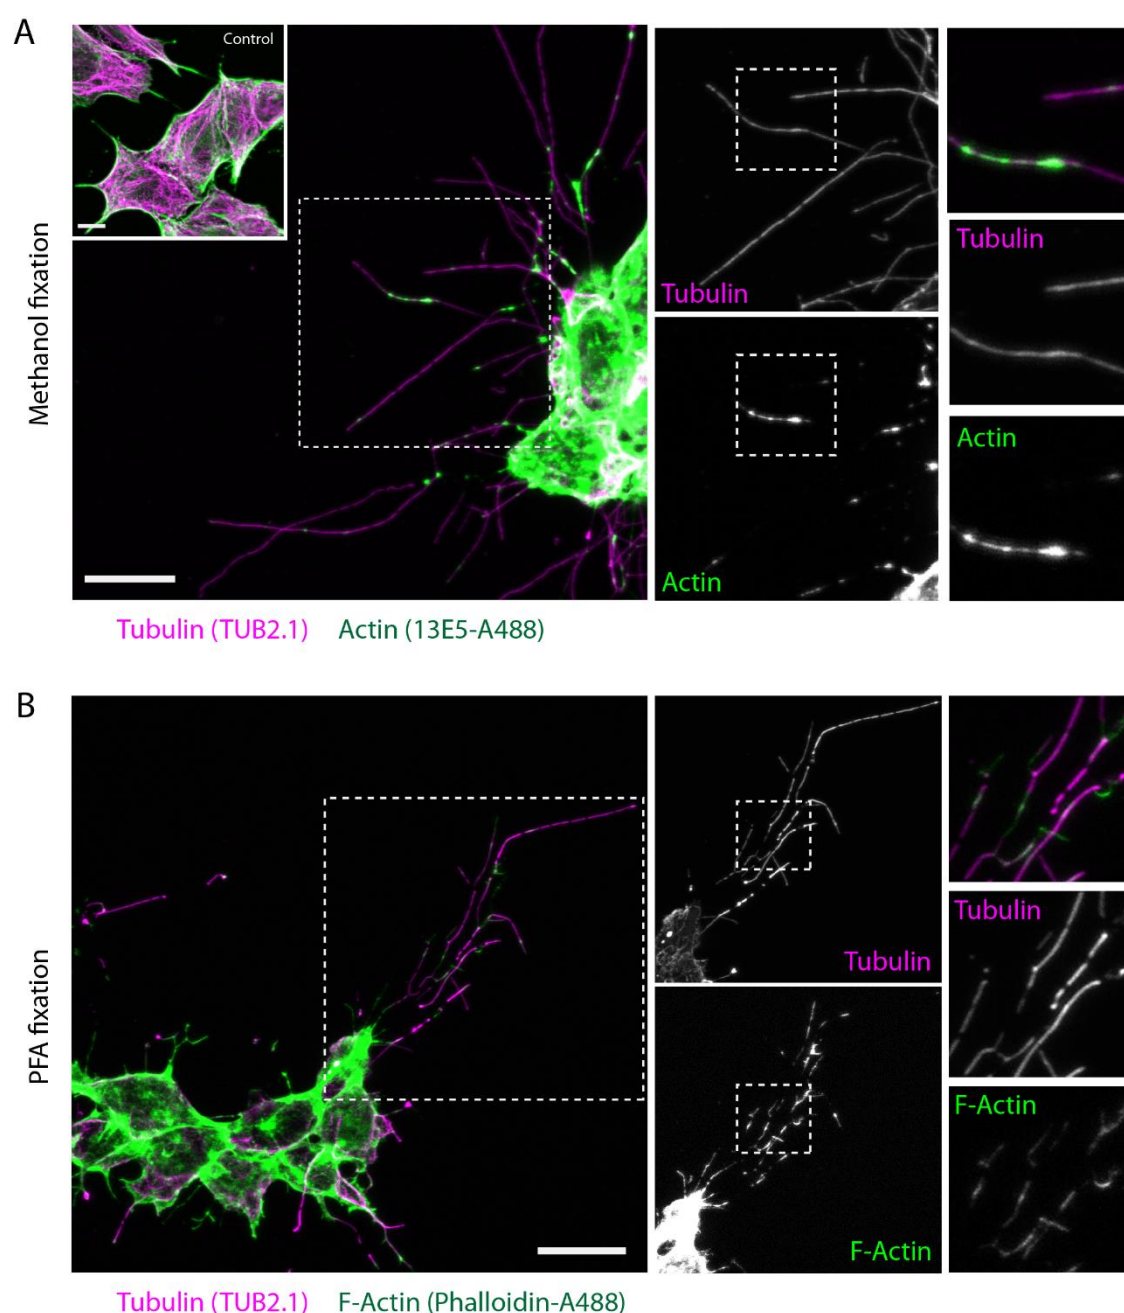 A
Control
Methanol fixation
Tubulin
Actin
Tubulin
Actin
Tubulin (TUB2.1) Actin (13E5-A488)
B
PFA fixation
Tubulin
F-Actin
Tubulin
F-Actin
Tubulin (TUB2.1) F-Actin (Phalloidin-A488)